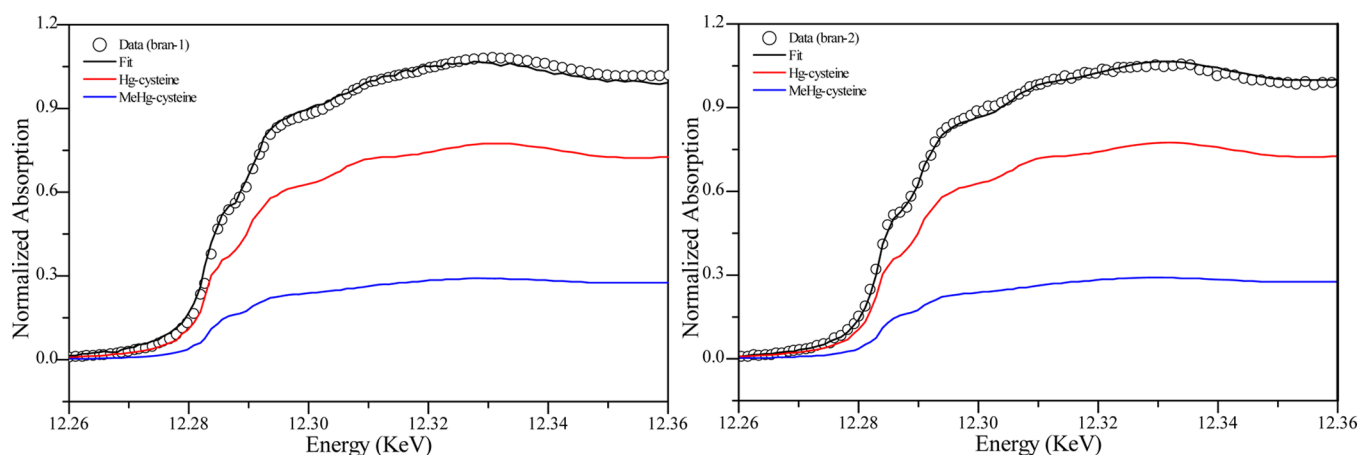 1.2
0.9
0.6
0.3
0.0
Normalized Absorption
Data (bran-1)
Fit
Hg-cysteine
MeHg-cysteine
12.26 12.28 12.30 12.32 12.34 12.36
Energy (KeV)
1.2
0.9
0.6
0.3
0.0
Normalized Absorption
Data (bran-2)
Fit
Hg-cysteine
MeHg-cysteine
12.26 12.28 12.30 12.32 12.34 12.36
Energy (KeV)